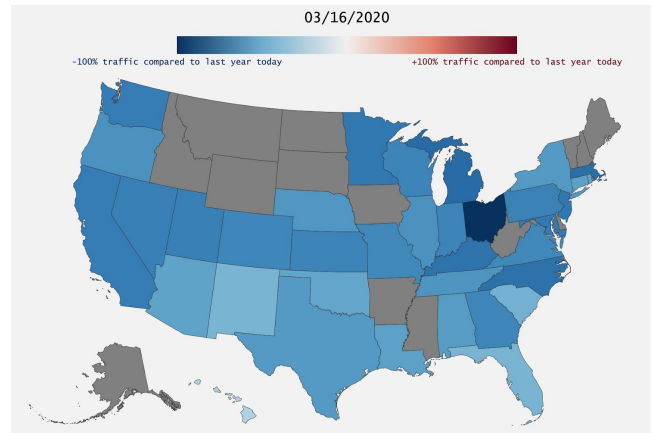 03/16/2020
-100% traffic compared to last year today
+100% traffic compared to last year today